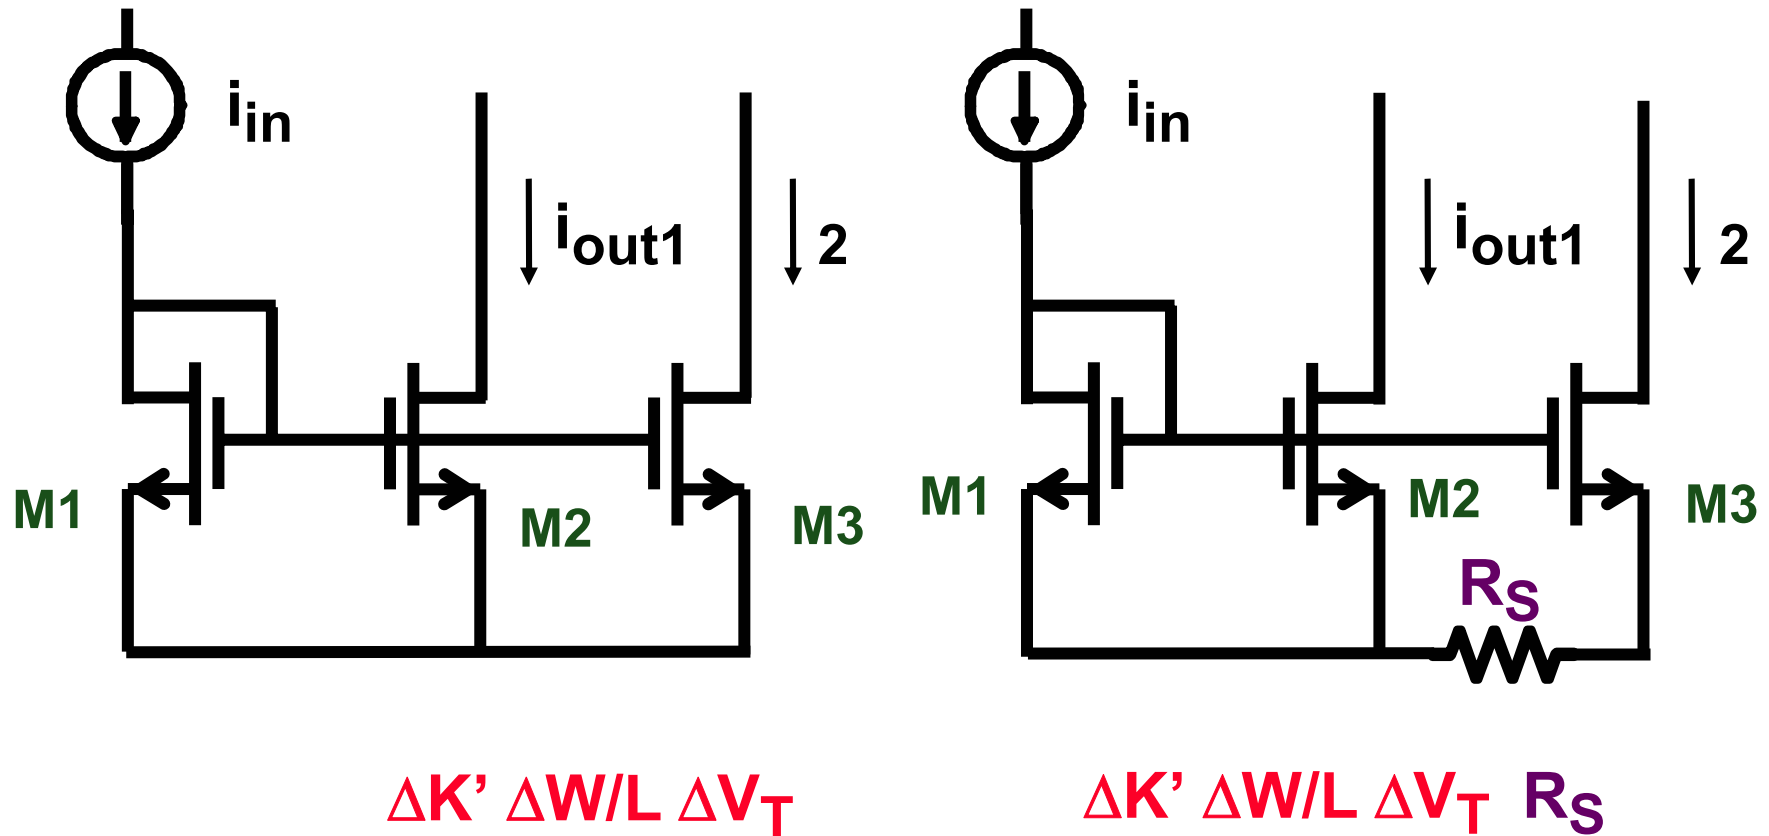 iin
iin
iout1
2
iout1
2
M1
M2
M3
M1
M2
M3
RS
ΔK’ ΔW/L ΔVT
ΔK’ ΔW/L ΔVT RS